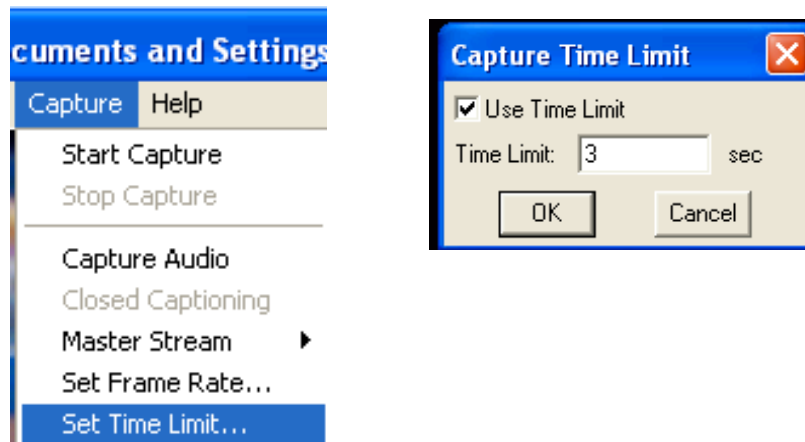 cuments and Settings
Capture Help
Start Capture
Stop Capture
Capture Audio
Closed Captioning
Master Stream
Set Frame Rate...
Set Time Limit...
Capture Time Limit
Use Time Limit
Time Limit: 3 sec
OK Cancel